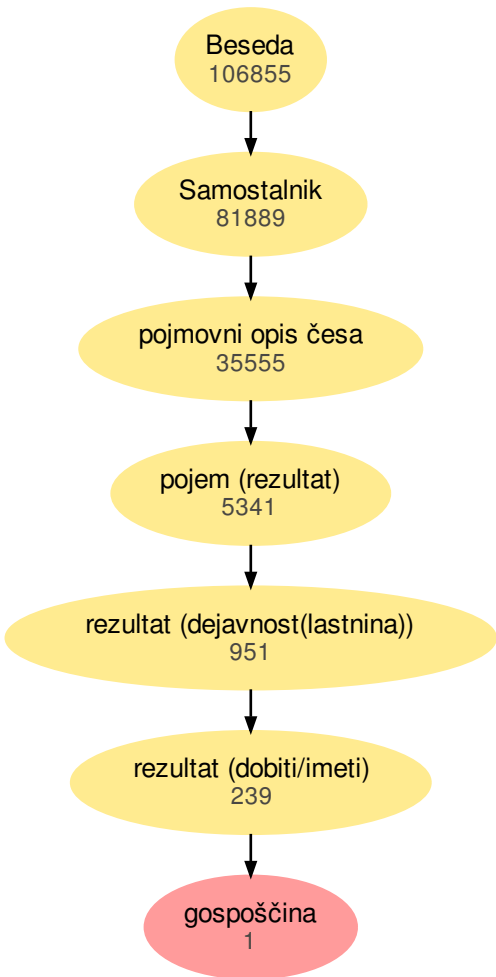 Beseda
106855
Samostalnik
81889
pojmovni opis česa
35555
pojem (rezultat)
5341
rezultat (dejavnost(lastnina))
951
rezultat (dobiti/imeti)
239
gospoščina
1